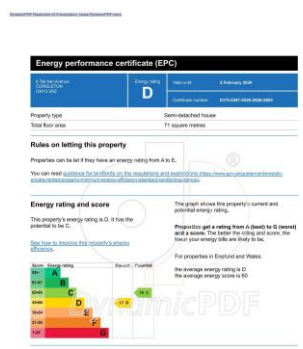 Energy performance certificate (EPC)
CONGLETON
Energy rating
D
Valid until
Certificate number
Property type
Semi-detached house
Total floor area
71 square metres
Rules on letting this property
Properties can be let if they have an energy rating from A to E.
You can read guidance for landlords on the regulations and exemptions
Energy rating and score
This property's energy rating is D. It has the
potential to be C.
See how to improve this property's energy
efficiency.
The graph shows this property's current and
potential energy rating.
Properties get a rating from A (best) to G (worst)
and a score. The better the rating and score, the
lower your energy bills are likely to be.
For properties in England and Wales:
the average energy rating is D
the average energy score is 60
Score Energy rating Current Potential
92+ A
81-91 B
69-80 C
55-68 D
39-54 E
21-38 F
1-20 G
DynamicPDF